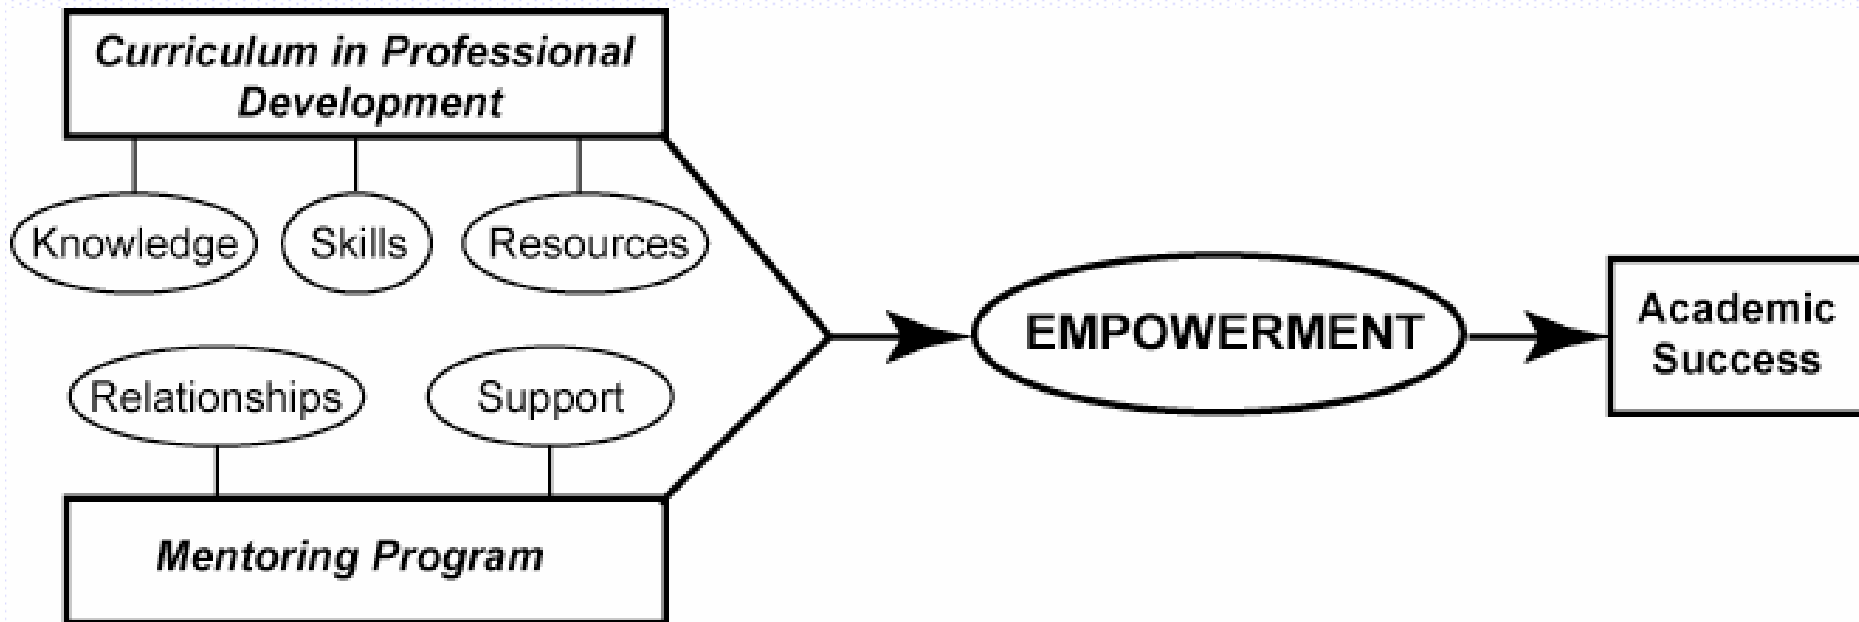 Curriculum in Professional
Development
Knowledge
Skills
Resources
Relationships
Support
Mentoring Program
EMPOWERMENT
Academic
Success